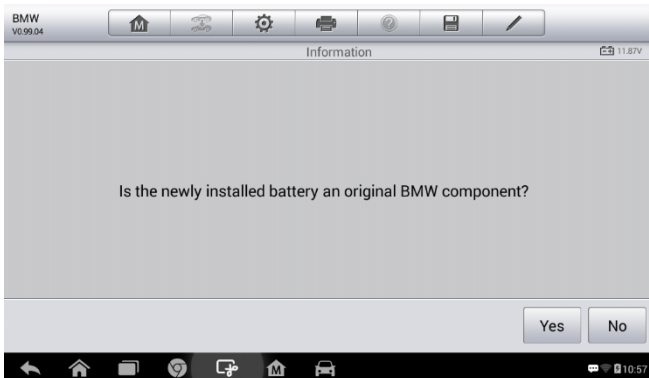 BMW
V0.99.04
M
?
Information
11.87V
Is the newly installed battery an original BMW component?
Yes
No
M
10:57